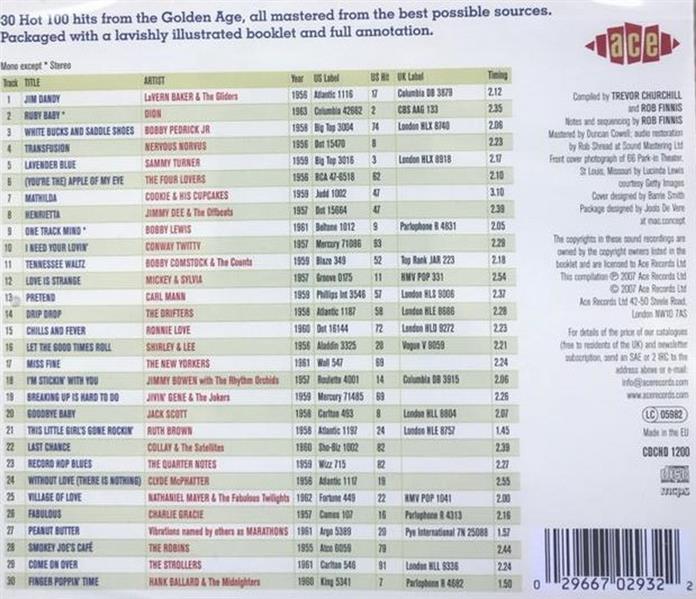 30 Hot 100 hits from the Golden Age, all mastered from the best possible sources.
Packaged with a lavishly illustrated booklet and full annotation.
ace
Mono except * Stereo
Track TITLE ARTIST Year US Label US Hit UK Label Timing
1 JIM DANDY LaVERN BAKER & The Gliders 1956 Atlantic 1116 17 Columbia DB 3879 2.12
2 RUBY BABY * DION 1963 Columbia 42662 2 CBS AAG 133 2.35
3 WHITE BUCKS AND SADDLE SHOES BOBBY PEDRICK JR 1958 Big Top 3004 74 London HLX 8740 2.06
4 TRANSFUSION NERVOUS NORVUS 1956 Dot 15470 8 2.23
5 LAVENDER BLUE SAMMY TURNER 1959 Big Top 3016 3 London HLX 8918 2.17
6 (YOU'RE THE) APPLE OF MY EYE THE FOUR LOVERS 1956 RCA 47-6518 62 2.10
7 MATHILDA COOKIE & HIS CUPCAKES 1959 Judd 1002 47 3.10
8 HENRIETTA JIMMY DEE & The Offbeats 1957 Dot 15664 47 2.39
9 ONE TRACK MIND * BOBBY LEWIS 1961 Beltone 1012 9 Parlophone R 4831 2.05
10 I NEED YOUR LOVIN' CONWAY TWITTY 1957 Mercury 71086 93 2.29
11 TENNESSEE WALTZ BOBBY COMSTOCK & The Counts 1959 Blaze 349 52 Top Rank JAR 223 2.18
12 LOVE IS STRANGE MICKEY & SYLVIA 1957 Groove 0175 11 HMV POP 331 2.54
13 PRETEND CARL MANN 1959 Phillips Int 3546 57 London HLS 9006 2.37
14 DRIP DROP THE DRIFTERS 1958 Atlantic 1187 58 London HLE 8686 2.28
15 CHILLS AND FEVER RONNIE LOVE 1960 Dot 16144 72 London HLD 9272 2.23
16 LET THE GOOD TIMES ROLL SHIRLEY & LEE 1956 Aladdin 3325 20 Vogue V 9059 2.21
17 MISS FINE THE NEW YORKERS 1961 Wall 547 69 2.24
18 I'M STICKIN' WITH YOU JIMMY BOWEN with The Rhythm Orchids 1957 Roulette 4001 14 Columbia DB 3915 2.06
19 BREAKING UP IS HARD TO DO JIVIN' GENE & The Jokers 1959 Mercury 71485 69 2.26
20 GOODBYE BABY JACK SCOTT 1958 Carlton 493 8 London HLL 8804 2.07
21 THIS LITTLE GIRL'S GONE ROCKIN' RUTH BROWN 1958 Atlantic 1197 24 London HLE 8757 1.45
22 LAST CHANCE COLLAY & The Satellites 1960 Sho-Biz 1002 82 2.39
23 RECORD HOP BLUES THE QUARTER NOTES 1959 Wizz 715 82 2.27
24 WITHOUT LOVE (THERE IS NOTHING) CLYDE McPHATTER 1956 Atlantic 1117 19 2.55
25 VILLAGE OF LOVE NATHANIEL MAYER & The Fabulous Twilights 1962 Fortune 449 22 HMV POP 1041 2.00
26 FABULOUS CHARLIE GRACIE 1957 Cameo 107 16 Parlophone R 4313 2.16
27 PEANUT BUTTER Vibrations named by others as MARATHONS 1961 Argo 5389 20 Pye International 7N 25088 1.57
28 SMOKEY JOE'S CAFÉ THE ROBINS 1955 Atco 6059 79 2.44
29 COME ON OVER THE STROLLERS 1961 Carlton 546 91 London HLL 9336 2.24
30 FINGER POPPIN' TIME HANK BALLARD & The Midnighters 1960 King 5341 7 Parlophone R 4682 1.50
Compiled by TREVOR CHURCHILL
and ROB FINNIS
Notes and sequencing by ROB FINNIS
Mastered by Duncan Cowell; audio restoration
by Rob Shread at Sound Mastering Ltd
Front cover photograph of 66 Park-in Theater,
St Louis, Missouri by Lucinda Lewis
courtesy Getty Images
Cover designed by Barrie Smith
Package designed by Jools De Vere
at mac.concept
The copyrights in these sound recordings are
owned by the copyright owners listed in the
booklet and are licensed to Ace Records Ltd
This compilation ℗ 2007 Ace Records Ltd
© 2007 Ace Records Ltd
Ace Records Ltd 42-50 Steele Road,
London NW10 7AS
For details of the price of our catalogues
(free to residents of the UK) and newsletter
subscription, send an SAE or 2 IRC to the
address above or e-mail:
info@acerecords.com
www.acerecords.com
LC 05982
Made in the EU
CDCHD 1200
COMPACT disc DIGITAL AUDIO
mcps
0 29667 02932 2